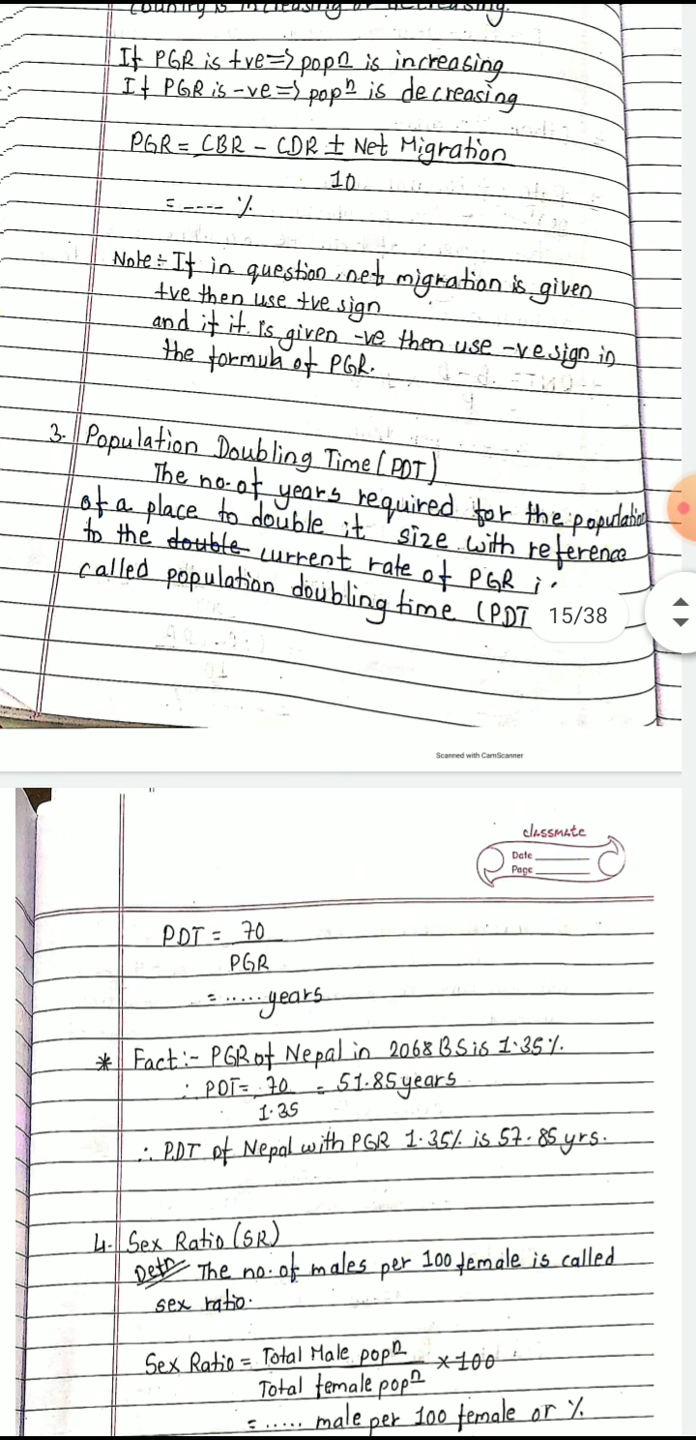 country is increasing or decreasing.
If PGR is +ve => popn is increasing
If PGR is -ve => popn is decreasing
PGR = CBR - CDR ± Net Migration
10
= ---- %
Note:- If in question, net migration is given
+ve then use +ve sign
and if it is given -ve then use -ve sign in
the formula of PGR.
3. Population Doubling Time (PDT)
The no. of years required for the population
of a place to double it size with reference
to the double current rate of PGR i
called population doubling time (PDT
15/38
Scanned with CamScanner
classmate
Date
Page
PDT = 70
PGR
= ...... years
* Fact:- PGR of Nepal in 2068 BS is 1.35%.
∴ PDT = 70 = 51.85 years
1.35
∴ PDT of Nepal with PGR 1.35% is 57.85 yrs.
4. Sex Ratio (SR)
Defn The no. of males per 100 female is called
sex ratio.
Sex Ratio = Total Male popn × 100
Total female popn
= ...... male per 100 female or %